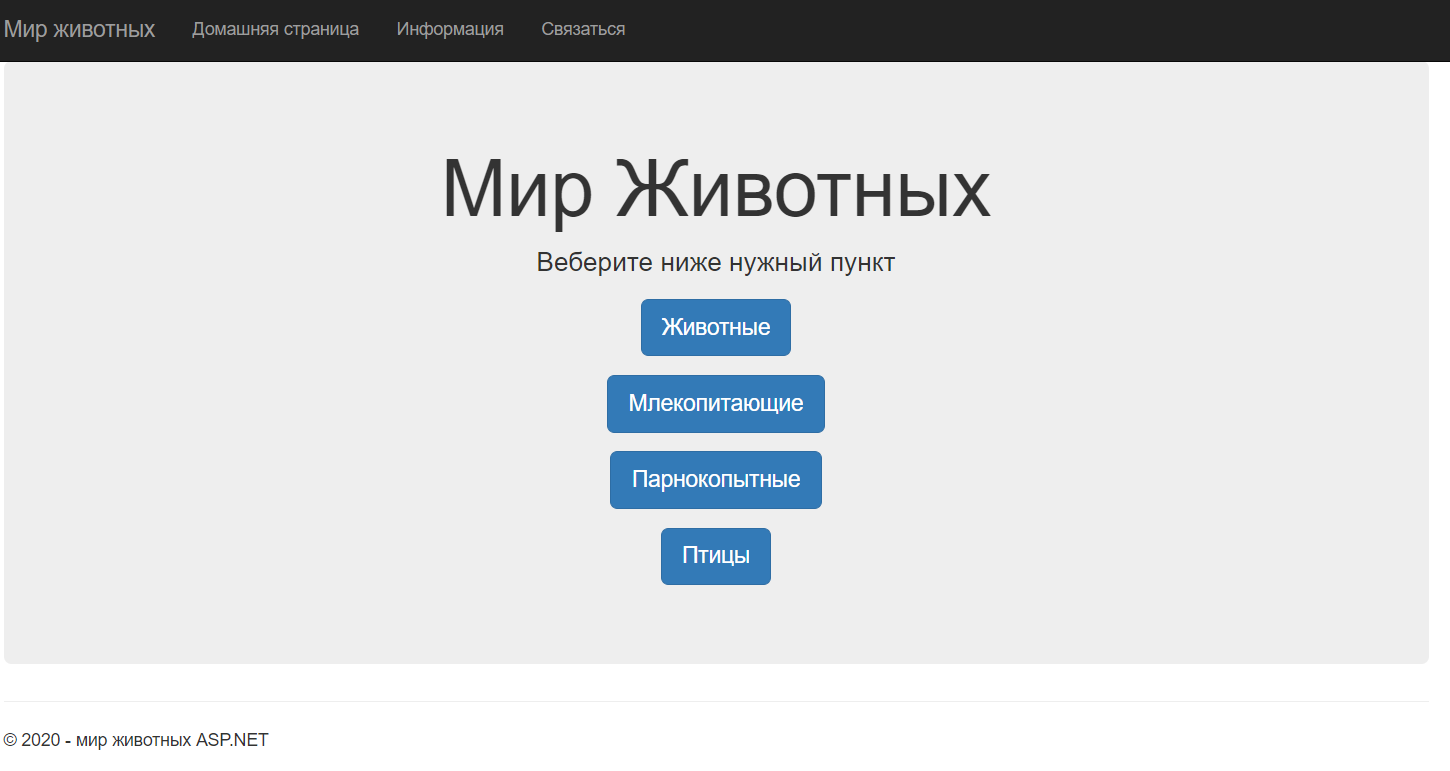 Мир животных Домашняя страница Информация Связаться
Мир Животных
Веберите ниже нужный пункт
Животные
Млекопитающие
Парнокопытные
Птицы
© 2020 - мир животных ASP.NET